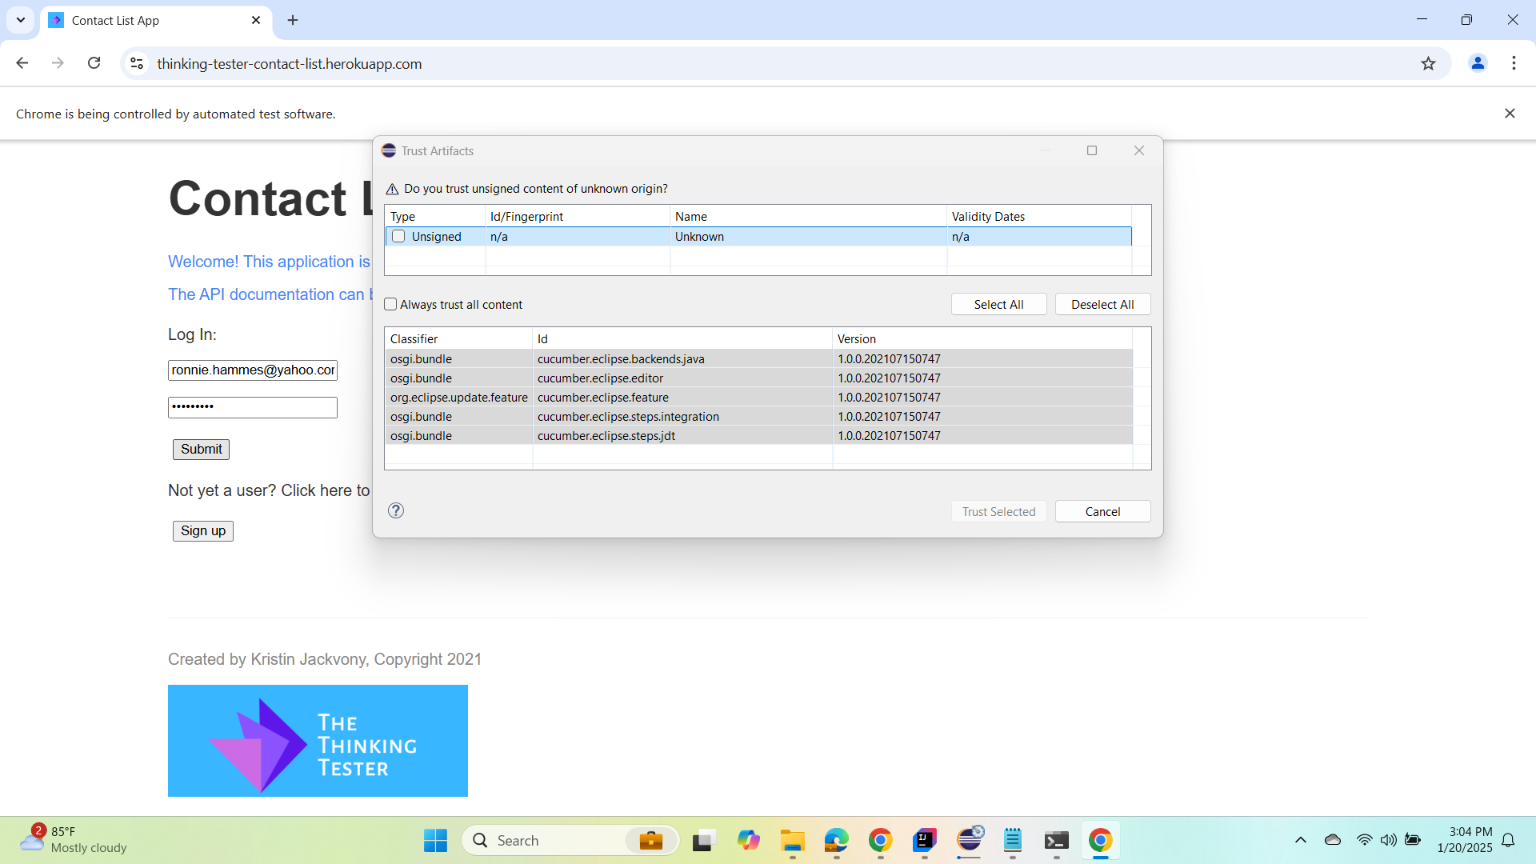 Contact List App
thinking-tester-contact-list.herokuapp.com
Chrome is being controlled by automated test software.
Trust Artifacts
Do you trust unsigned content of unknown origin?
Type Id/Fingerprint Name Validity Dates
Unsigned n/a Unknown n/a
Always trust all content Select All Deselect All
Classifier Id Version
osgi.bundle cucumber.eclipse.backends.java 1.0.0.202107150747
osgi.bundle cucumber.eclipse.editor 1.0.0.202107150747
org.eclipse.update.feature cucumber.eclipse.feature 1.0.0.202107150747
osgi.bundle cucumber.eclipse.steps.integration 1.0.0.202107150747
osgi.bundle cucumber.eclipse.steps.jdt 1.0.0.202107150747
Trust Selected Cancel
Contact
Welcome! This application is
The API documentation can
Log In:
ronnie.hammes@yahoo.cor
•••••••••
Submit
Not yet a user? Click here to
Sign up
Created by Kristin Jackvony, Copyright 2021
THE
THINKING
TESTER
2
85°F
Mostly cloudy
Search
3:04 PM
1/20/2025